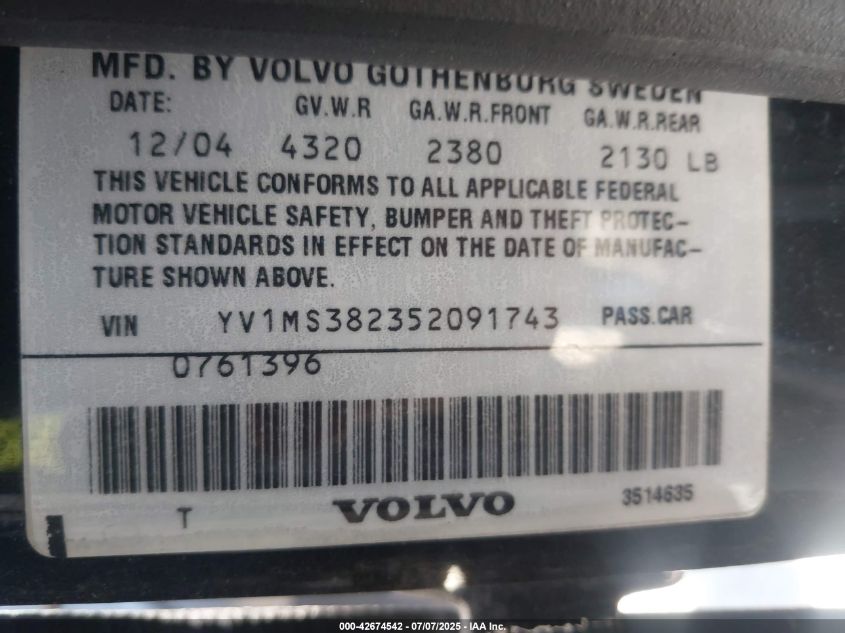 MFD. BY VOLVO GOTHENBURG SWEDEN
DATE: GV.W.R GA.W.R.FRONT GA.W.R.REAR
12/04 4320 2380 2130 LB
THIS VEHICLE CONFORMS TO ALL APPLICABLE FEDERAL
MOTOR VEHICLE SAFETY, BUMPER AND THEFT PROTEC–
TION STANDARDS IN EFFECT ON THE DATE OF MANUFAC–
TURE SHOWN ABOVE.
VIN YV1MS382352091743 PASS.CAR
0761396
T VOLVO 3514635
000-42674542 - 07/07/2025 - IAA Inc.